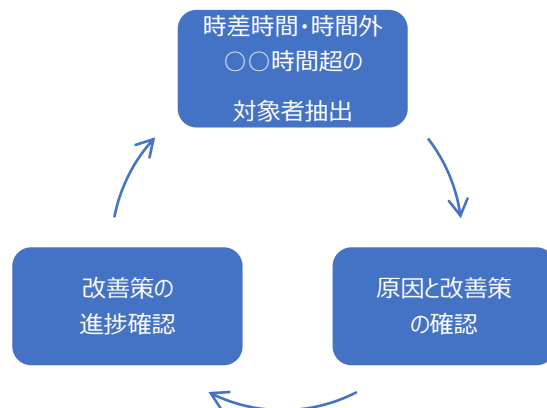 時差時間・時間外
○○時間超の
対象者抽出
原因と改善策
の確認
改善策の
進捗確認